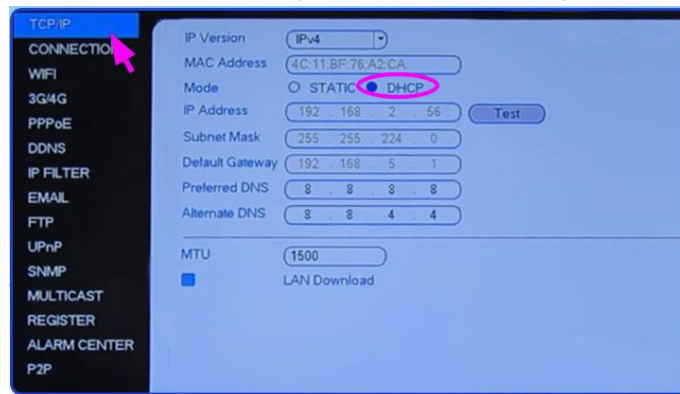 TCP/IP
CONNECTION
WIFI
3G/4G
PPPoE
DDNS
IP FILTER
EMAIL
FTP
UPnP
SNMP
MULTICAST
REGISTER
ALARM CENTER
P2P
IP Version IPv4
MAC Address 4C:11:BF:76:A2:CA
Mode STATIC DHCP
IP Address 192 . 168 . 2 . 56 Test
Subnet Mask 255 . 255 . 224 . 0
Default Gateway 192 . 168 . 5 . 1
Preferred DNS 8 . 8 . 8 . 8
Alternate DNS 8 . 8 . 4 . 4
MTU 1500
LAN Download